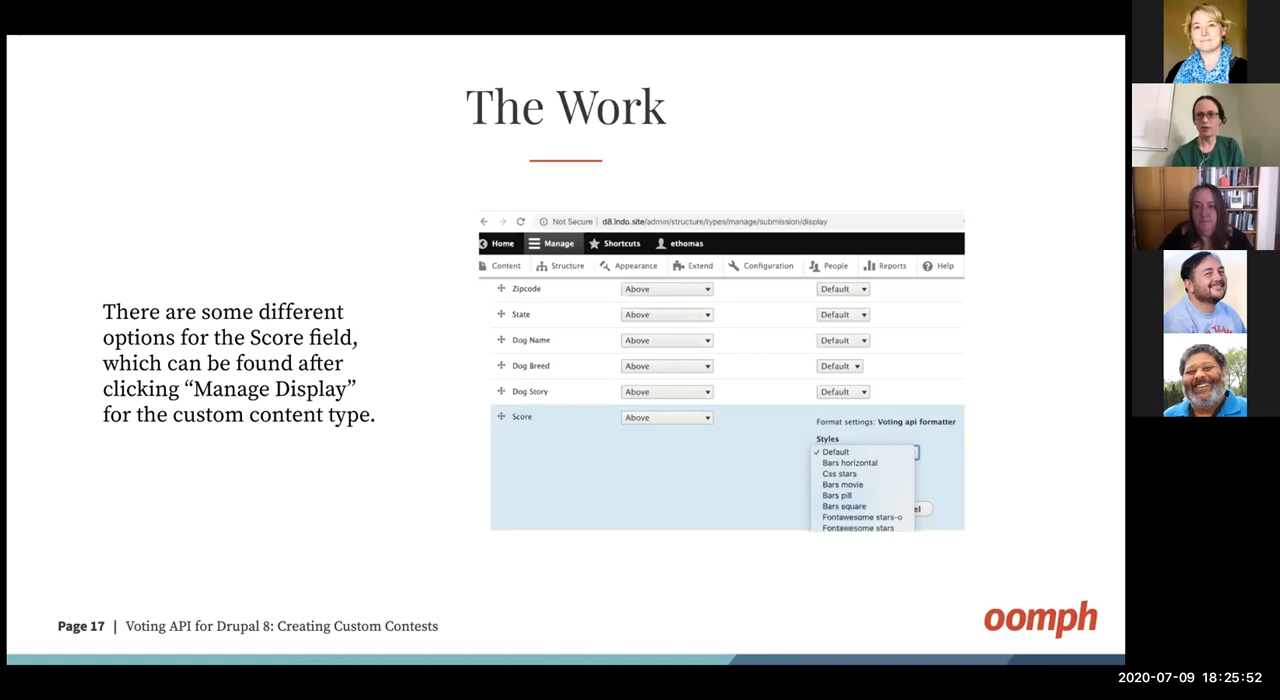 The Work
There are some different
options for the Score field,
which can be found after
clicking “Manage Display”
for the custom content type.
Not Secure | d8.lndo.site/admin/structure/types/manage/submission/display
Home Manage Shortcuts ethomas
Content Structure Appearance Extend Configuration People Reports Help
Zipcode Above Default
State Above Default
Dog Name Above Default
Dog Breed Above Default
Dog Story Above Default
Score Above
Format settings: Voting api formatter
Styles
Default
Bars horizontal
Css stars
Bars movie
Bars pill
Bars square
Fontawesome stars-o
Fontawesome stars
el
Page 17 | Voting API for Drupal 8: Creating Custom Contests
oomph
2020-07-09 18:25:52